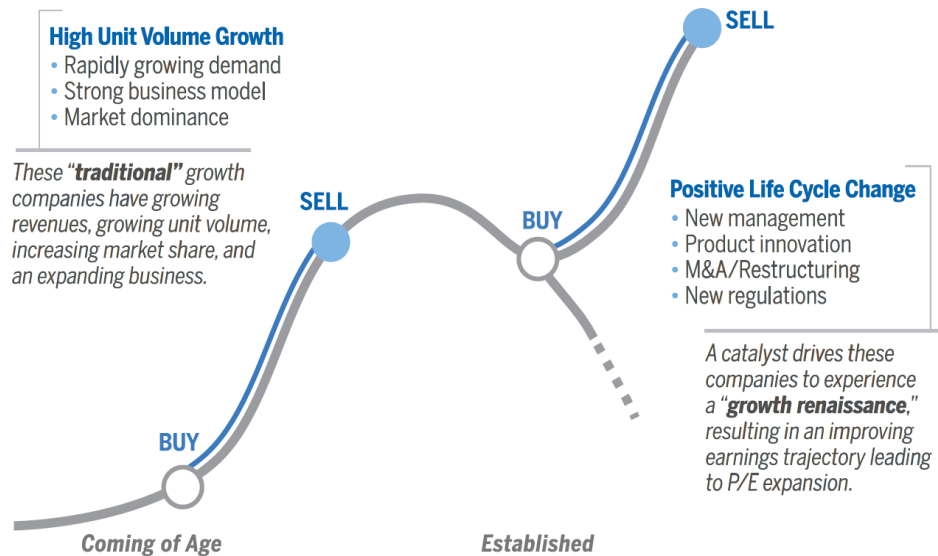 High Unit Volume Growth
• Rapidly growing demand
• Strong business model
• Market dominance
These “traditional” growth
companies have growing
revenues, growing unit volume,
increasing market share, and
an expanding business.
BUY
SELL
BUY
SELL
Positive Life Cycle Change
• New management
• Product innovation
• M&A/Restructuring
• New regulations
A catalyst drives these
companies to experience
a “growth renaissance,”
resulting in an improving
earnings trajectory leading
to P/E expansion.
Coming of Age
Established